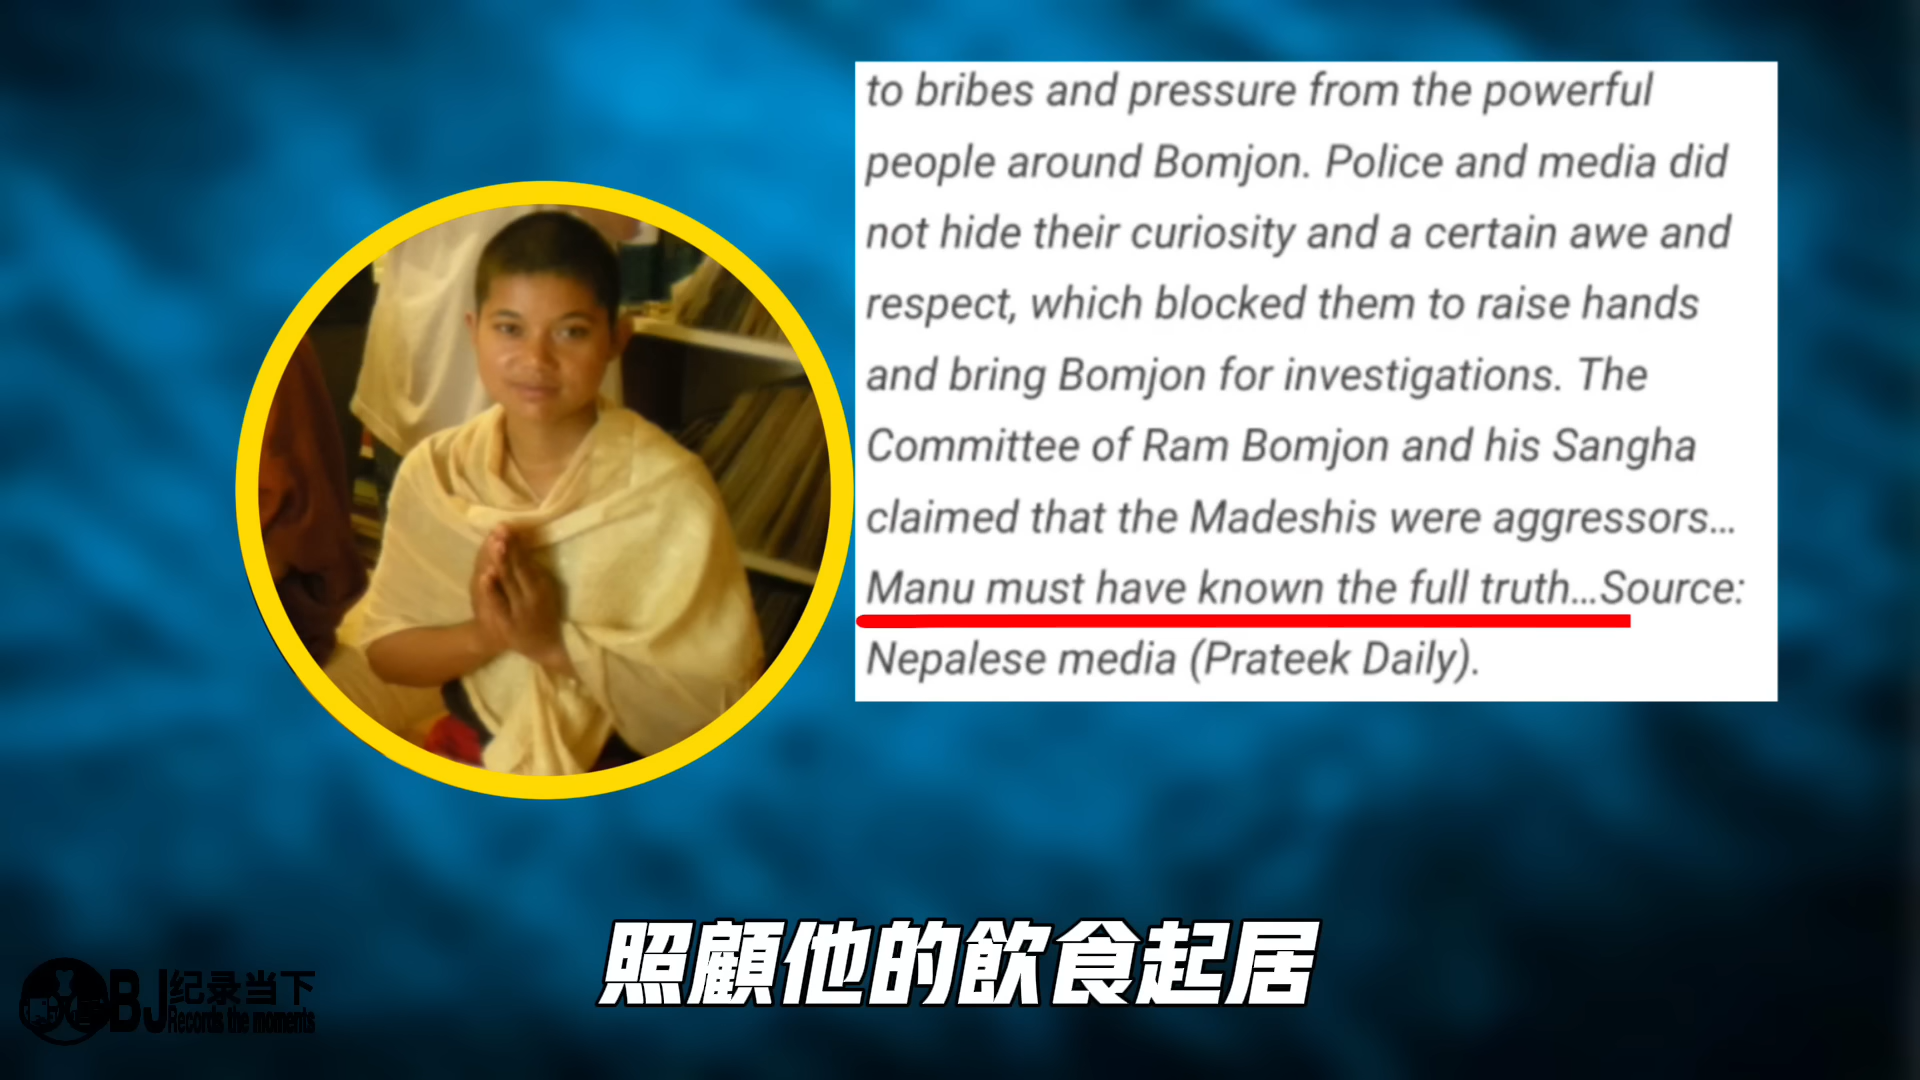 to bribes and pressure from the powerful
people around Bomjon. Police and media did
not hide their curiosity and a certain awe and
respect, which blocked them to raise hands
and bring Bomjon for investigations. The
Committee of Ram Bomjon and his Sangha
claimed that the Madeshis were aggressors…
Manu must have known the full truth…Source:
Nepalese media (Prateek Daily).
照顧他的飲食起居
BJ纪录当下
Records the moments